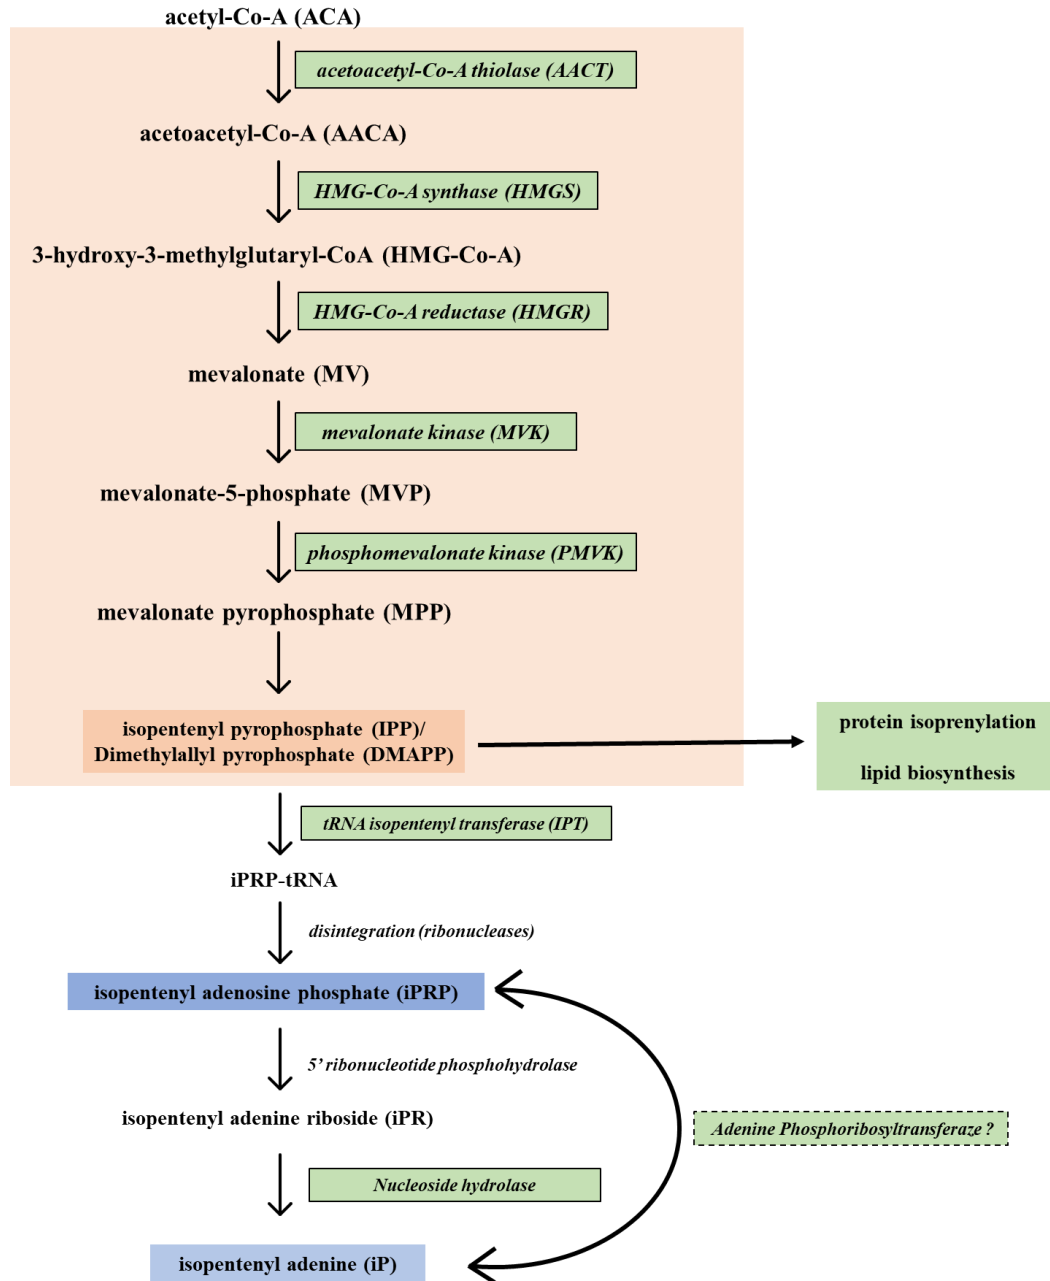 acetyl-Co-A (ACA)
acetoacetyl-Co-A thiolase (AACT)
acetoacetyl-Co-A (AACA)
HMG-Co-A synthase (HMGS)
3-hydroxy-3-methylglutaryl-CoA (HMG-Co-A)
HMG-Co-A reductase (HMGR)
mevalonate (MV)
mevalonate kinase (MVK)
mevalonate-5-phosphate (MVP)
phosphomevalonate kinase (PMVK)
mevalonate pyrophosphate (MPP)
isopentenyl pyrophosphate (IPP)/
Dimethylallyl pyrophosphate (DMAPP)
protein isoprenylation
lipid biosynthesis
tRNA isopentenyl transferase (IPT)
iPRP-tRNA
disintegration (ribonucleases)
isopentenyl adenosine phosphate (iPRP)
5’ ribonucleotide phosphohydrolase
isopentenyl adenine riboside (iPR)
Adenine Phosphoribosyltransferaze ?
Nucleoside hydrolase
isopentenyl adenine (iP)